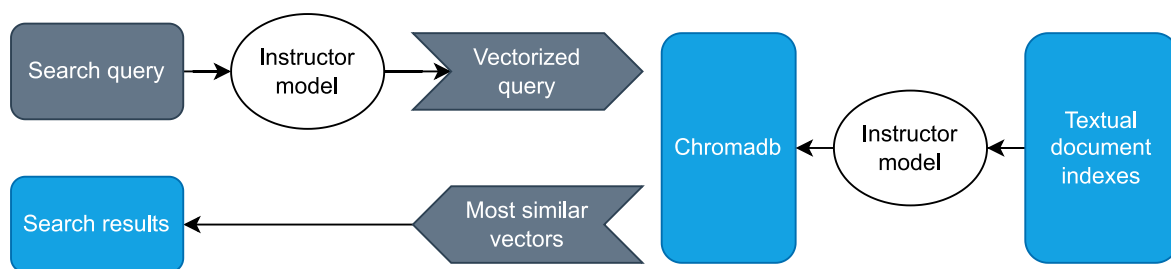 Search query
Instructor
model
Vectorized
query
Chromadb
Instructor
model
Textual
document
indexes
Search results
Most similar
vectors